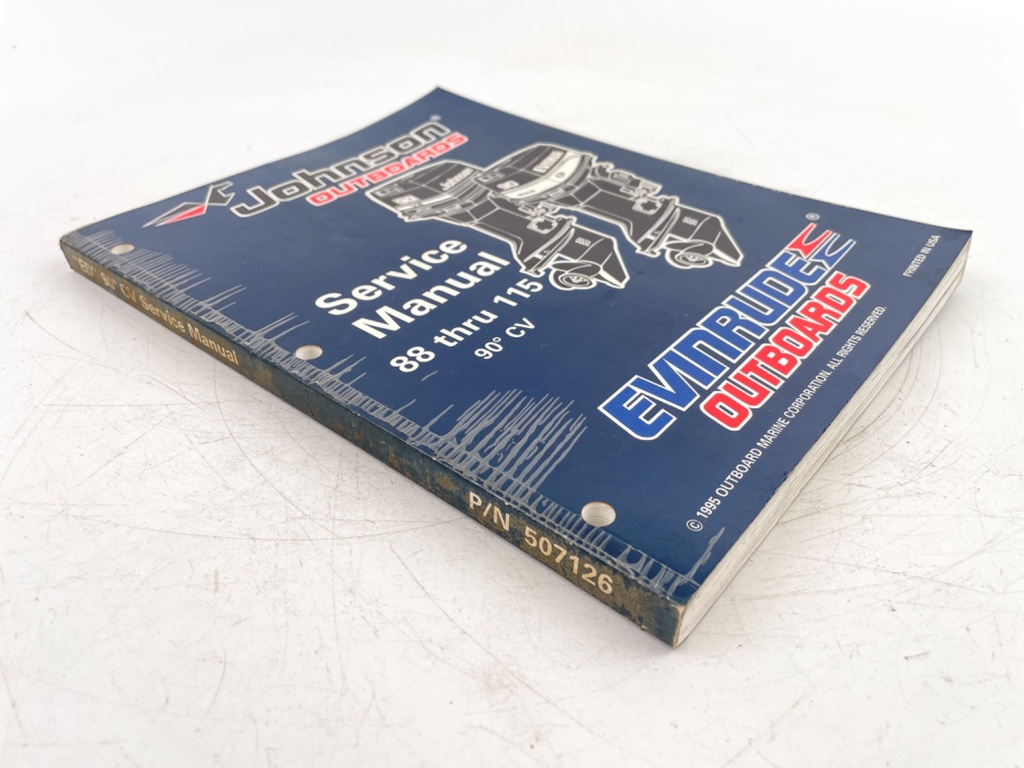 Johnson®
OUTBOARDS
Service
Manual
88 thru 115
90° CV
EVINRUDE®
OUTBOARDS
© 1995 OUTBOARD MARINE CORPORATION. ALL RIGHTS RESERVED.
PRINTED IN USA
90° CV Service Manual
P/N 507126